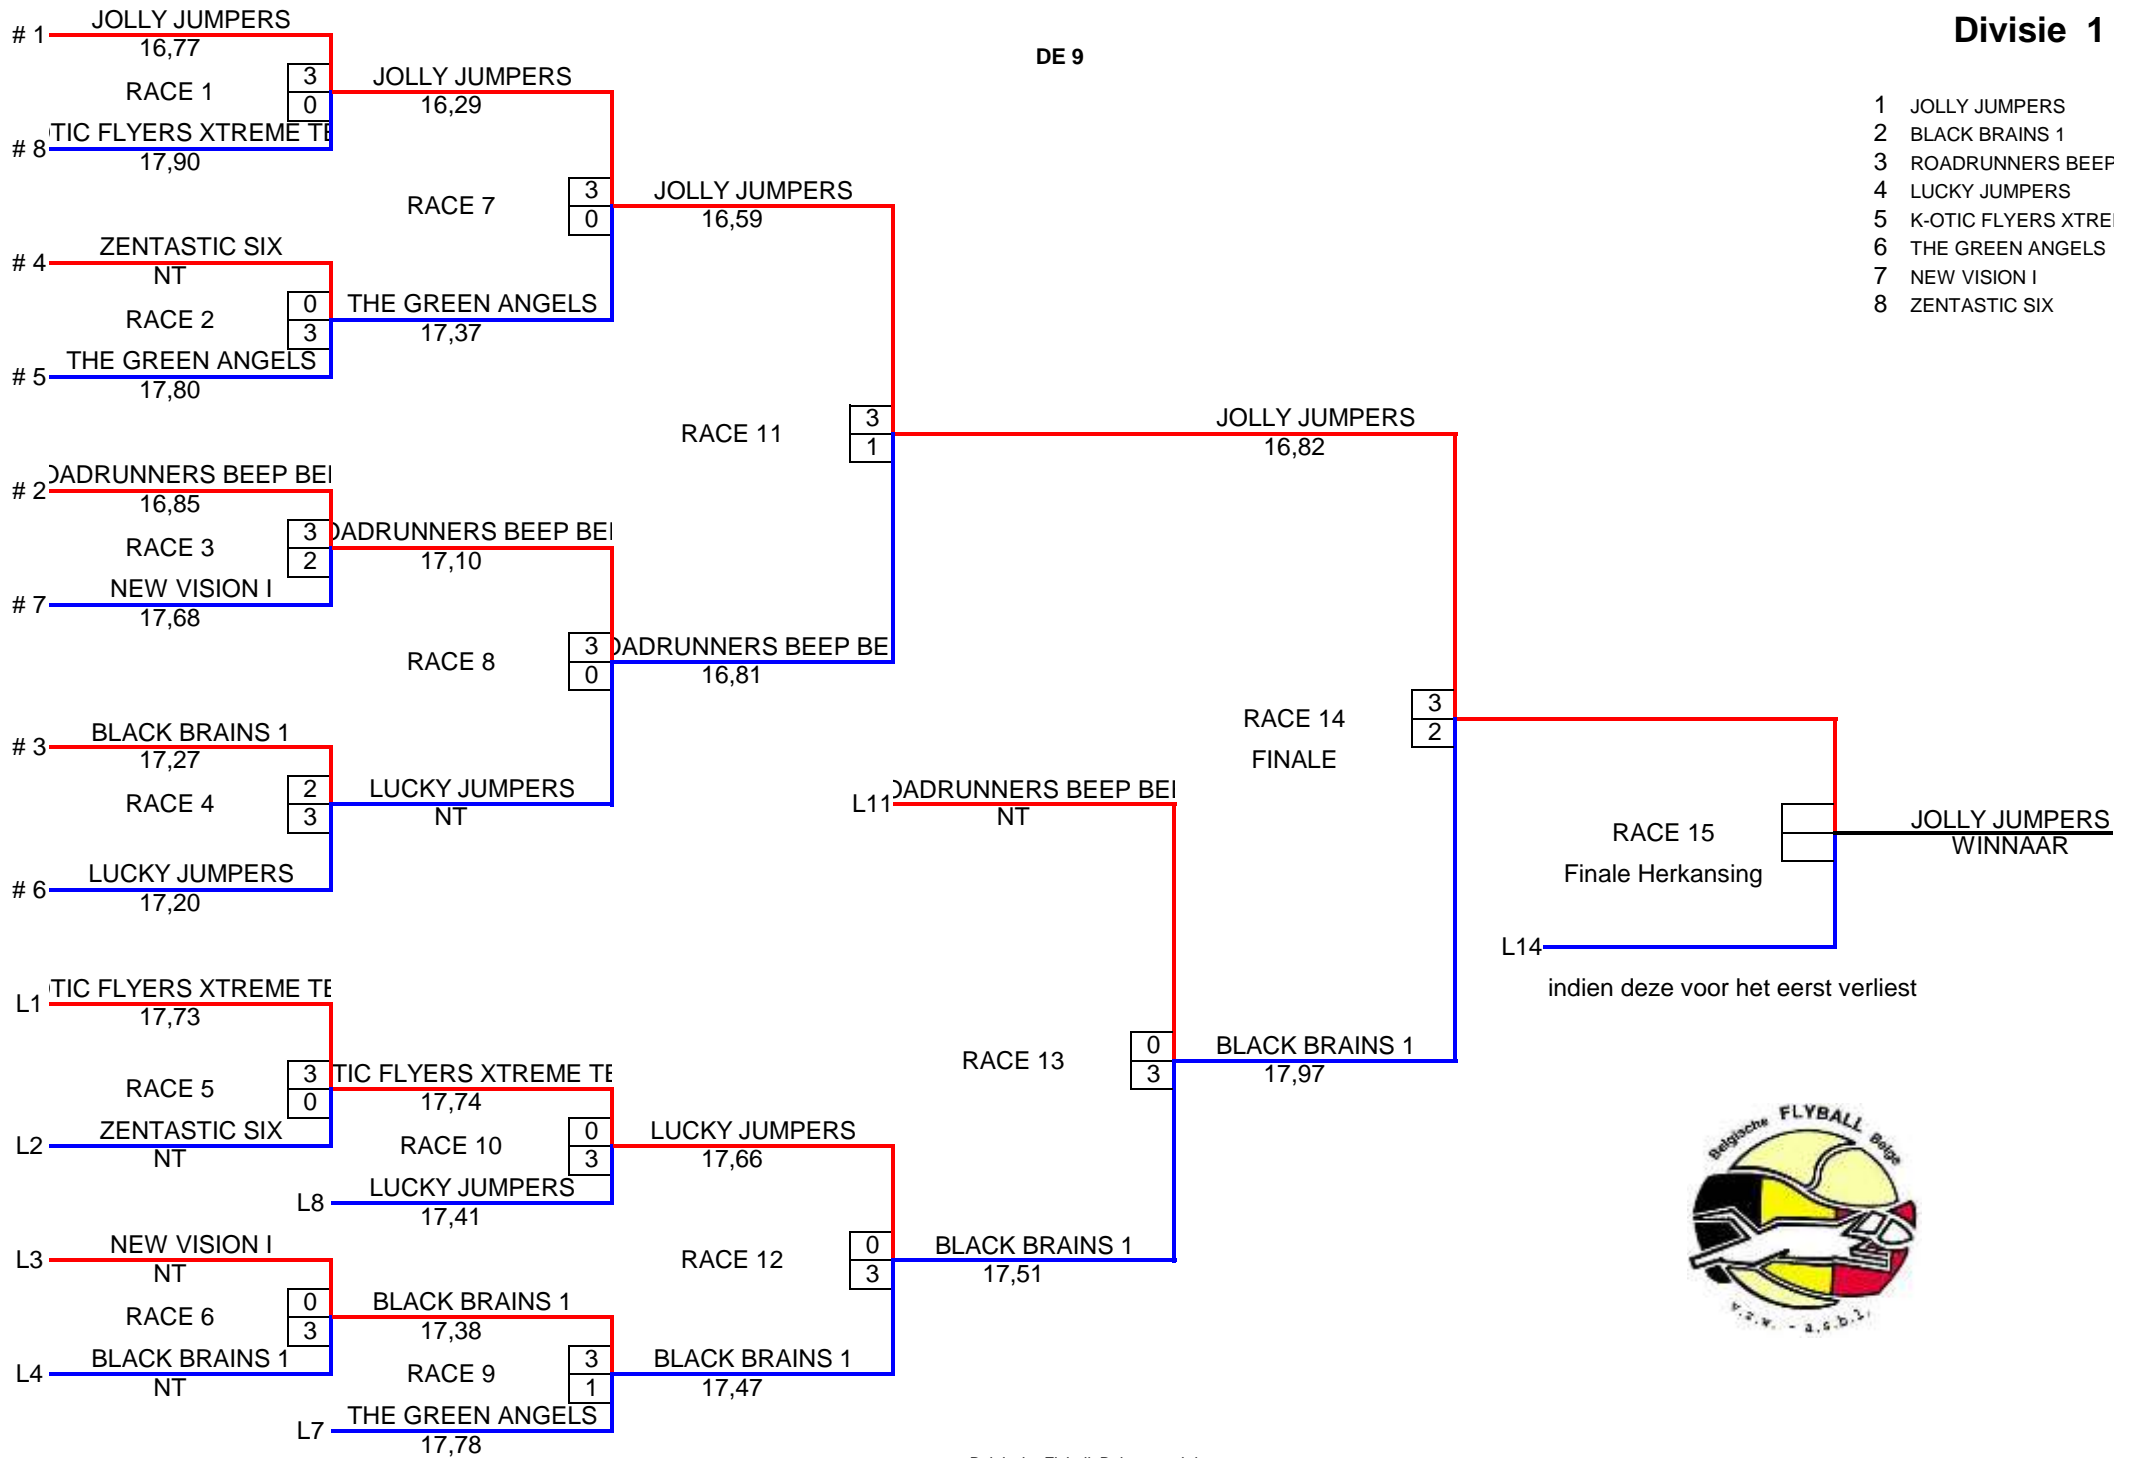 Divisie 1
DE 9
1 JOLLY JUMPERS
2 BLACK BRAINS 1
3 ROADRUNNERS BEEP
4 LUCKY JUMPERS
5 K-OTIC FLYERS XTRE
6 THE GREEN ANGELS
7 NEW VISION I
8 ZENTASTIC SIX
# 1 JOLLY JUMPERS
16,77
RACE 1 3 0
# 8 TIC FLYERS XTREME TE
17,90
# 4 ZENTASTIC SIX
NT
RACE 2 0 3
# 5 THE GREEN ANGELS
17,80
# 2 OADRUNNERS BEEP BE
16,85
RACE 3 3 2
# 7 NEW VISION I
17,68
# 3 BLACK BRAINS 1
17,27
RACE 4 2 3
# 6 LUCKY JUMPERS
17,20
L1 TIC FLYERS XTREME TE
17,73
RACE 5 3 0
L2 ZENTASTIC SIX
NT
L3 NEW VISION I
NT
RACE 6 0 3
L4 BLACK BRAINS 1
NT
JOLLY JUMPERS
16,29
RACE 7 3 0
THE GREEN ANGELS
17,37
OADRUNNERS BEEP BE
17,10
RACE 8 3 0
LUCKY JUMPERS
NT
TIC FLYERS XTREME TE
17,74
RACE 10 0 3
L8 LUCKY JUMPERS
17,41
BLACK BRAINS 1
17,38
RACE 9 3 1
L7 THE GREEN ANGELS
17,78
JOLLY JUMPERS
16,59
RACE 11 3 1
OADRUNNERS BEEP BE
16,81
LUCKY JUMPERS
17,66
RACE 12 0 3
BLACK BRAINS 1
17,47
L11 OADRUNNERS BEEP BE
NT
RACE 13 0 3
BLACK BRAINS 1
17,51
JOLLY JUMPERS
16,82
RACE 14 3 2
FINALE
BLACK BRAINS 1
17,97
RACE 15
Finale Herkansing
L14
indien deze voor het eerst verliest
JOLLY JUMPERS
WINNAAR
Belgische FLYBALL Belge
v.z.w. - a.s.b.l.